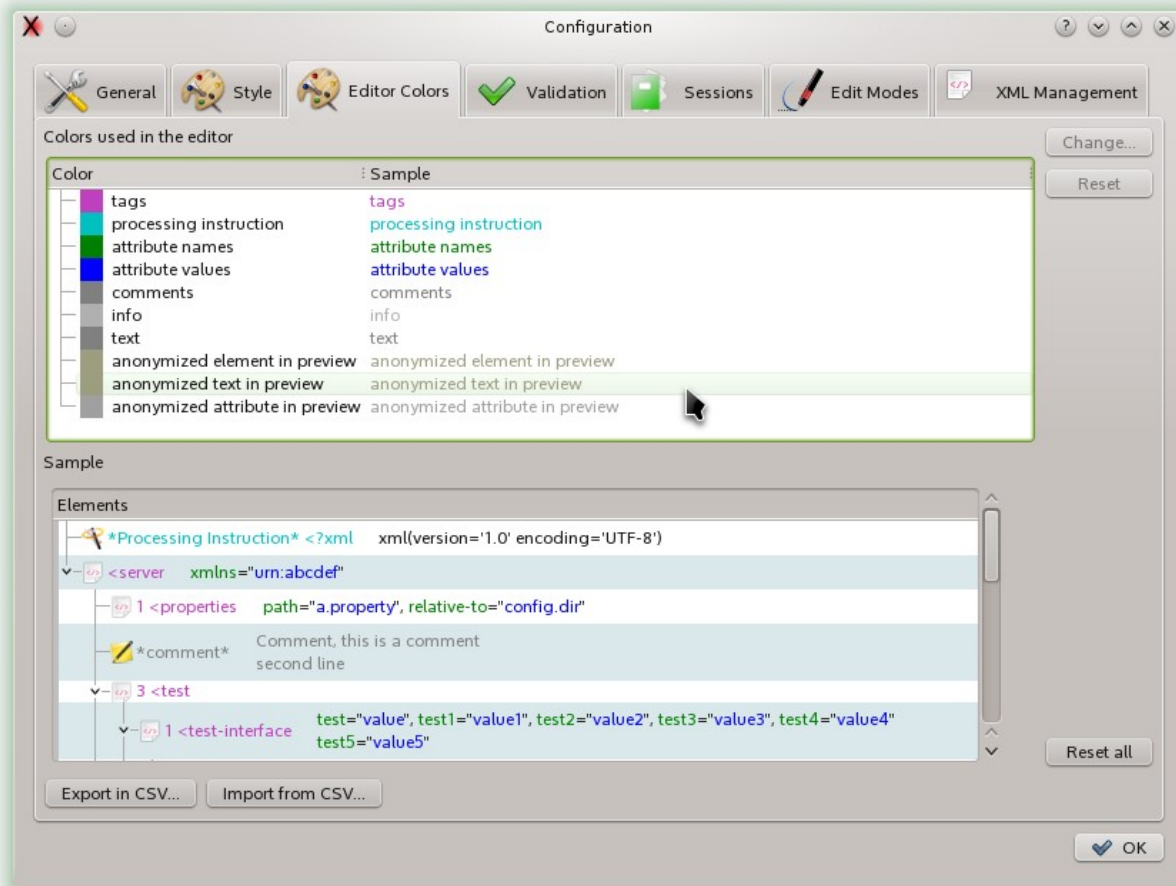 Configuration
General Style Editor Colors Validation Sessions Edit Modes XML Management
Colors used in the editor
Change...
Color Sample
Reset
tags tags
processing instruction processing instruction
attribute names attribute names
attribute values attribute values
comments comments
info info
text text
anonymized element in preview anonymized element in preview
anonymized text in preview anonymized text in preview
anonymized attribute in preview anonymized attribute in preview
Sample
Elements
*Processing Instruction* <?xml xml(version='1.0' encoding='UTF-8')
<server xmlns="urn:abcdef"
1 <properties path="a.property", relative-to="config.dir"
*comment* Comment, this is a comment
second line
3 <test
1 <test-interface test="value", test1="value1", test2="value2", test3="value3", test4="value4"
test5="value5"
Reset all
Export in CSV... Import from CSV...
OK